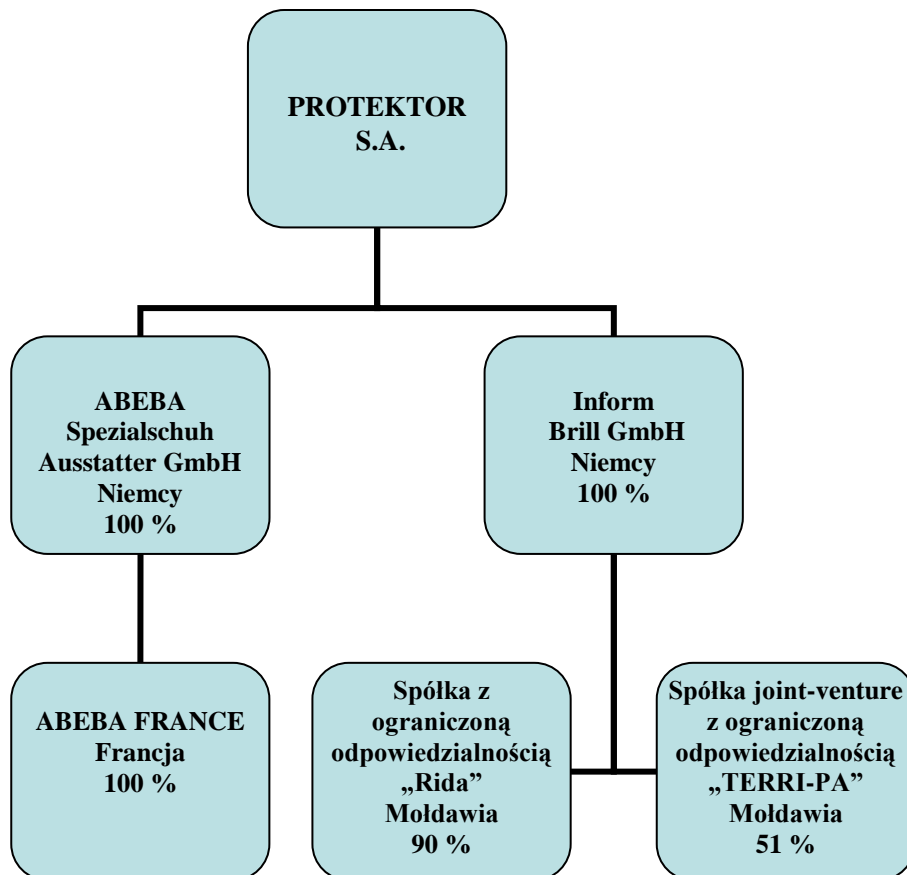 PROTEKTOR
S.A.
ABEBA
Spezialschuh
Ausstatter GmbH
Niemcy
100 %
Inform
Brill GmbH
Niemcy
100 %
ABEBA FRANCE
Francja
100 %
Spółka z
ograniczoną
odpowiedzialnością
„Rida”
Mołdawia
90 %
Spółka joint-venture
z ograniczoną
odpowiedzialnością
„TERRI-PA”
Mołdawia
51 %